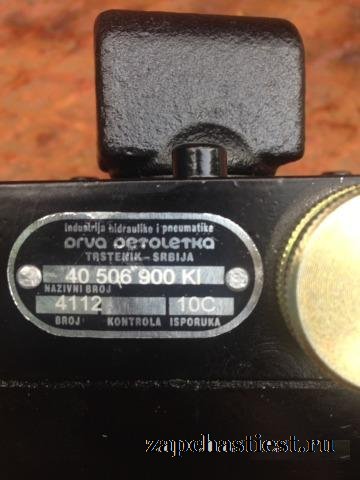 Industrija hidraulike i pneumatike
prva petoletka
TRSTENIK-SRBIJA
40 506 900 KI
NAZIVNI BROJ
4112 10C
BROJ KONTROLA ISPORUKA
zapchastiest.ru